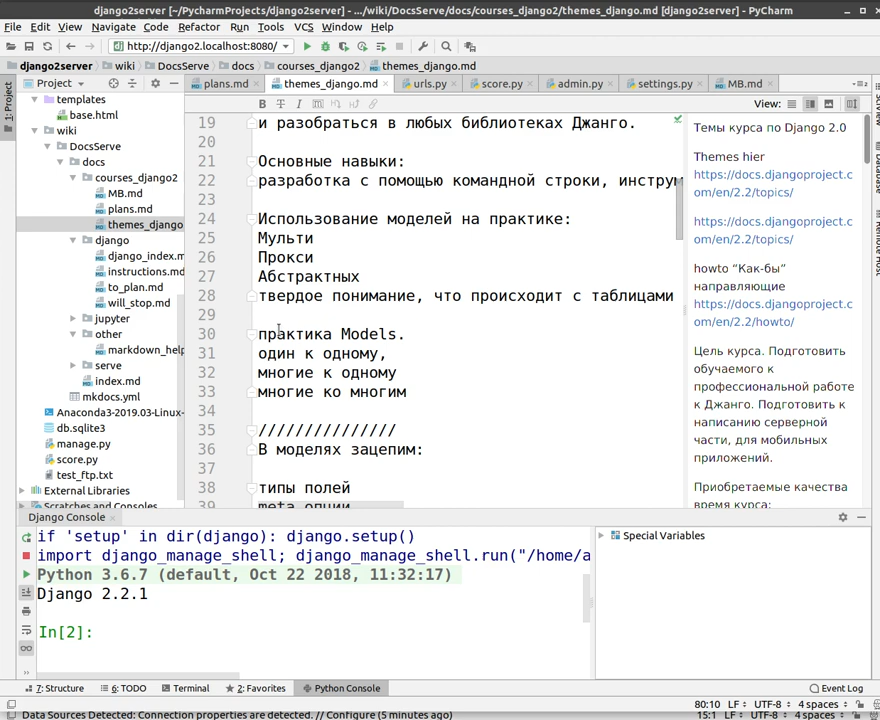 django2server [~/PycharmProjects/django2server] - .../wiki/DocsServe/docs/courses_django2/themes_django.md - PyCharm
File Edit View Navigate Code Refactor Run Tools VCS Window Help
http://django2.localhost:8080/
django2server wiki DocsServe docs courses_django2 themes_django.md
Project
plans.md themes_django.md urls.py score.py admin.py settings.py MB.md
View:
1: Project
Database
Remote Host
templates
base.html
wiki
DocsServe
docs
courses_django2
MB.md
plans.md
themes_django
django
django_index.m
instructions.md
to_plan.md
will_stop.md
jupyter
other
markdown_help
serve
index.md
mkdocs.yml
Anaconda3-2019.03-Linux-
db.sqlite3
manage.py
score.py
test_ftp.txt
External Libraries
Scratches and Consoles
19 и разобраться в любых библиотеках Джанго.
20
21 Основные навыки:
22 разработка с помощью командной строки, инструм
23
24 Использование моделей на практике:
25 Мульти
26 Прокси
27 Абстрактных
28 твердое понимание, что происходит с таблицами
29
30 практика Models.
31 один к одному,
32 многие к одному
33 многие ко многим
34
35 ///////////////
36 В моделях зацепим:
37
38 типы полей
meta опции
Темы курса по Django 2.0
Themes hier
https://docs.djangoproject.c
om/en/2.2/topics/
https://docs.djangoproject.c
om/en/2.2/topics/
howto “Как-бы”
направляющие
https://docs.djangoproject.c
om/en/2.2/howto/
Цель курса. Подготовить
обучаемого к
профессиональной работе
к Джанго. Подготовить к
написанию серверной
части, для мобильных
приложений.
Приобретаемые качества
время курса:
Django Console
if 'setup' in dir(django): django.setup()
import django_manage_shell; django_manage_shell.run("/home/a
Python 3.6.7 (default, Oct 22 2018, 11:32:17)
Django 2.2.1
In[2]:
Special Variables
7: Structure 6: TODO Terminal 2: Favorites Python Console Event Log
80:10 LF UTF-8 4 spaces
Data Sources Detected: Connection properties are detected. // Configure (5 minutes ago) 15:1 LF UTF-8 4 spaces